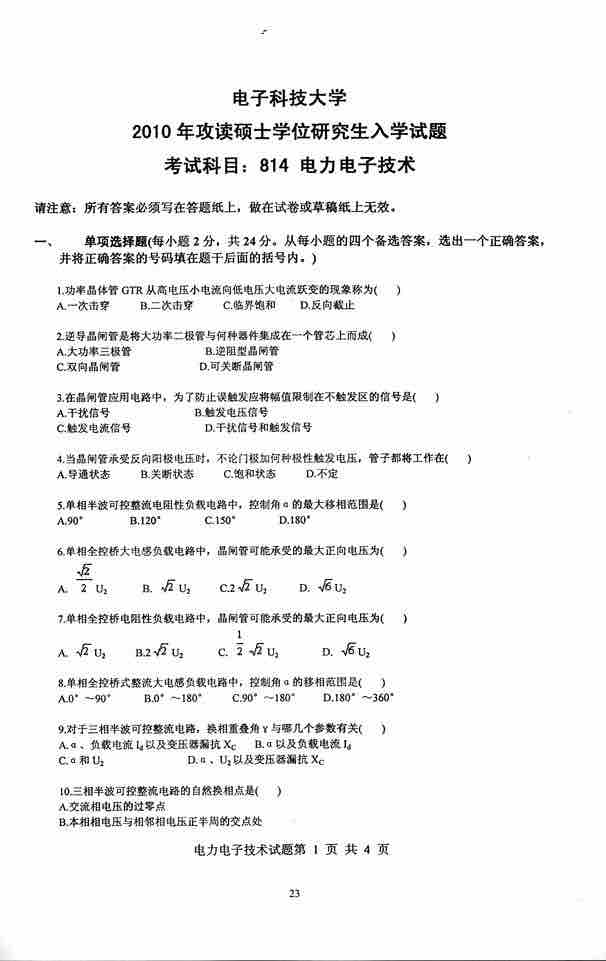 电子科技大学
2010 年攻读硕士学位研究生入学试题
考试科目：814 电力电子技术
请注意：所有答案必须写在答题纸上，做在试卷或草稿纸上无效。
一、 单项选择题(每小题 2 分，共 24 分。从每小题的四个备选答案，选出一个正确答案，
并将正确答案的号码填在题干后面的括号内。)
1.功率晶体管 GTR 从高电压小电流向低电压大电流跃变的现象称为( )
A.一次击穿 B.二次击穿 C.临界饱和 D.反向截止
2.逆导晶闸管是将大功率二极管与何种器件集成在一个管芯上而成( )
A.大功率三极管 B.逆阻型晶闸管
C.双向晶闸管 D.可关断晶闸管
3.在晶闸管应用电路中，为了防止误触发应将幅值限制在不触发区的信号是( )
A.干扰信号 B.触发电压信号
C.触发电流信号 D.干扰信号和触发信号
4.当晶闸管承受反向阳极电压时，不论门极加何种极性触发电压，管子都将工作在( )
A.导通状态 B.关断状态 C.饱和状态 D.不定
5.单相半波可控整流电阻性负载电路中，控制角α的最大移相范围是( )
A.90° B.120° C.150° D.180°
6.单相全控桥大电感负载电路中，晶闸管可能承受的最大正向电压为( )
A. √2/2 U₂ B. √2 U₂ C.2√2 U₂ D. √6 U₂
7.单相全控桥电阻性负载电路中，晶闸管可能承受的最大正向电压为( )
A. √2 U₂ B.2√2 U₂ C. 1/2 √2 U₂ D. √6 U₂
8.单相全控桥式整流大电感负载电路中，控制角α的移相范围是( )
A.0°～90° B.0°～180° C.90°～180° D.180°～360°
9.对于三相半波可控整流电路，换相重叠角γ与哪几个参数有关( )
A.α、负载电流 Id 以及变压器漏抗 XC B.α以及负载电流 Id
C.α和 U₂ D.α、U₂以及变压器漏抗 XC
10.三相半波可控整流电路的自然换相点是( )
A.交流相电压的过零点
B.本相相电压与相邻相电压正半周的交点处
电力电子技术试题第 1 页 共 4 页
23